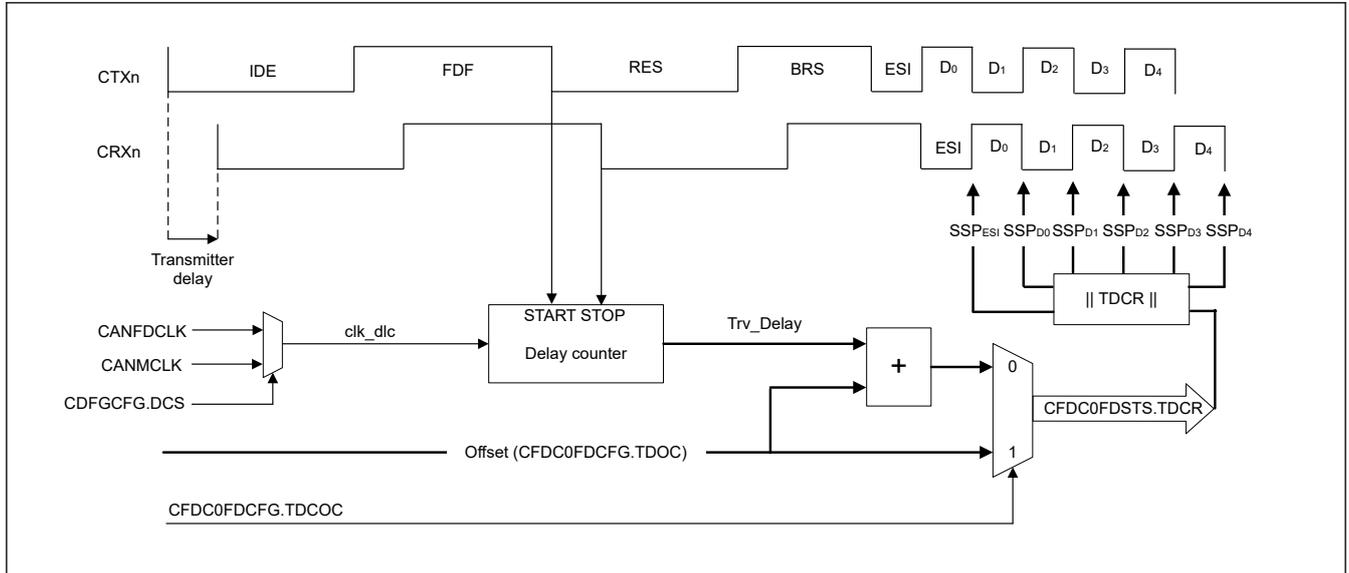 CTXn IDE FDF RES BRS ESI D0 D1 D2 D3 D4
CRXn ESI D0 D1 D2 D3 D4
SSPESI SSPD0 SSPD1 SSPD2 SSPD3 SSPD4
Transmitter
delay
|| TDCR ||
CANFDCLK
CANMCLK
CDFGCFG.DCS
clk_dlc
START STOP
Delay counter
Trv_Delay
+
0
1
CFDC0FDSTS.TDCR
Offset (CFDC0FDCFG.TDOC)
CFDC0FDCFG.TDCOC